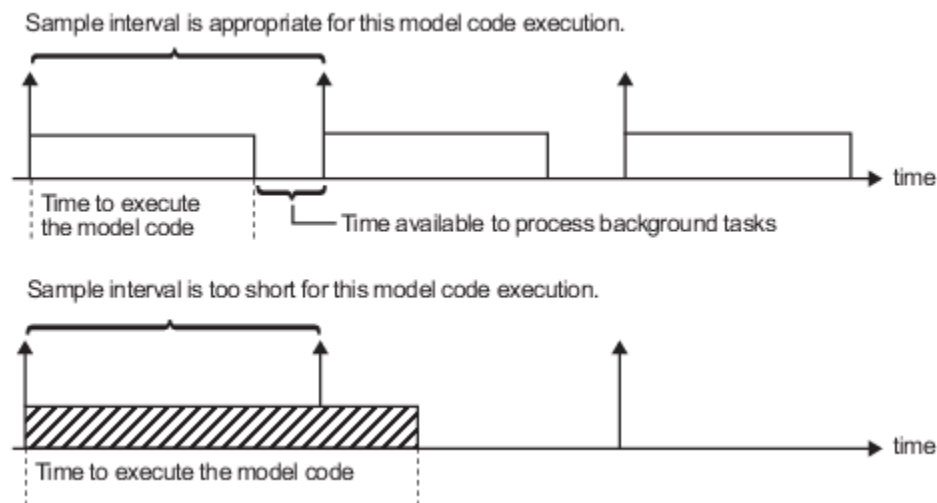 Sample interval is appropriate for this model code execution.
time
Time to execute
the model code
Time available to process background tasks
Sample interval is too short for this model code execution.
time
Time to execute the model code